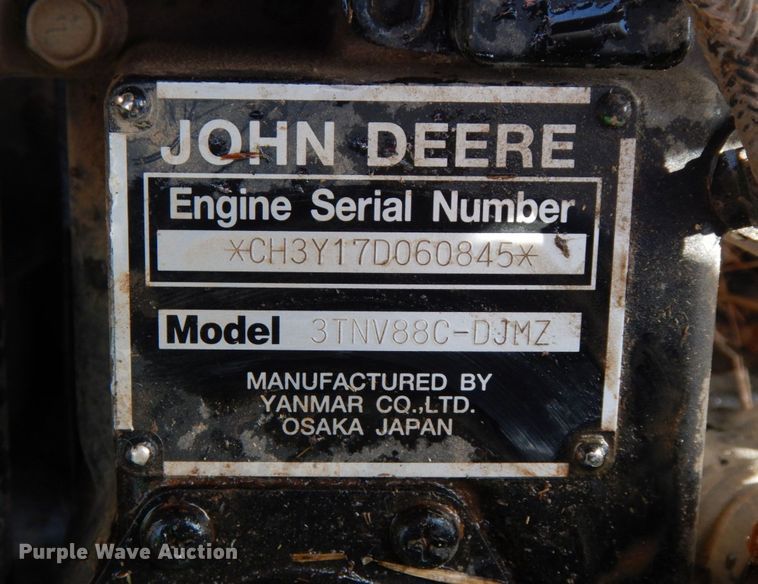 JOHN DEERE
Engine Serial Number
*CH3Y17D060845*
Model 3TNV88C-DJMZ
MANUFACTURED BY
YANMAR CO.,LTD.
OSAKA JAPAN
Purple Wave Auction